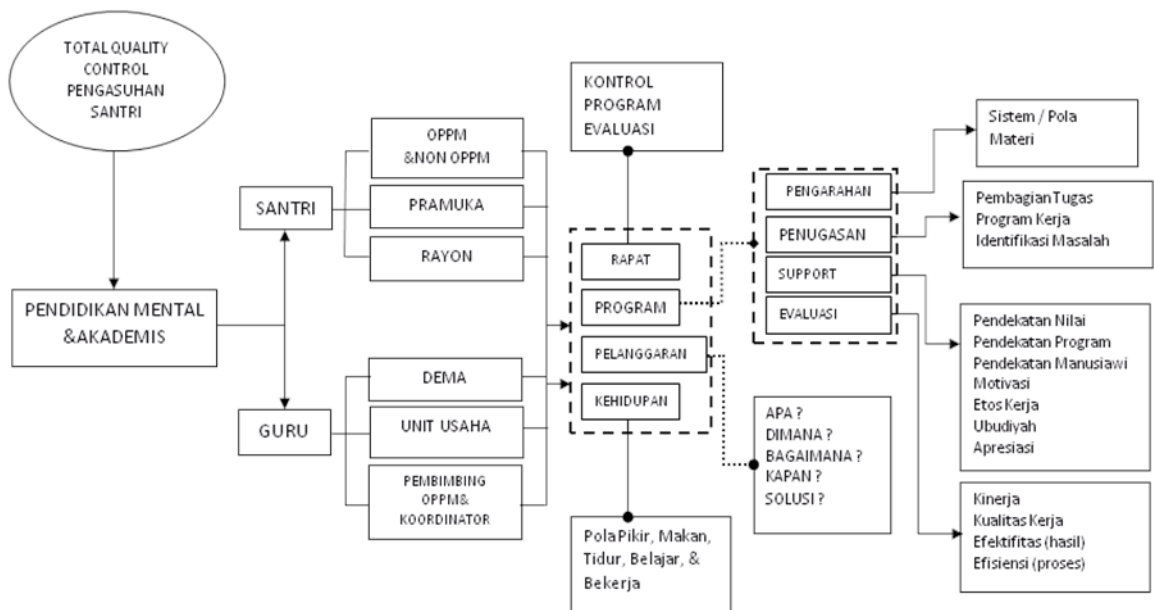 TOTAL QUALITY
CONTROL
PENGASUHAN
SANTRI
PENDIDIKAN MENTAL
&AKADEMIS
SANTRI
GURU
OPPM
&NON OPPM
PRAMUKA
RAYON
DEMA
UNIT USAHA
PEMBIMBING
OPPM&
KOORDINATOR
KONTROL
PROGRAM
EVALUASI
RAPAT
PROGRAM
PELANGGARAN
KEHIDUPAN
Pola Pikir, Makan,
Tidur, Belajar, &
Bekerja
PENGARAHAN
PENUGASAN
SUPPORT
EVALUASI
APA ?
DIMANA ?
BAGAIMANA ?
KAPAN ?
SOLUSI ?
Sistem / Pola
Materi
Pembagian Tugas
Program Kerja
Identifikasi Masalah
Pendekatan Nilai
Pendekatan Program
Pendekatan Manusiawi
Motivasi
Etos Kerja
Ubudiyah
Apresiasi
Kinerja
Kualitas Kerja
Efektifitas (hasil)
Efisiensi (proses)